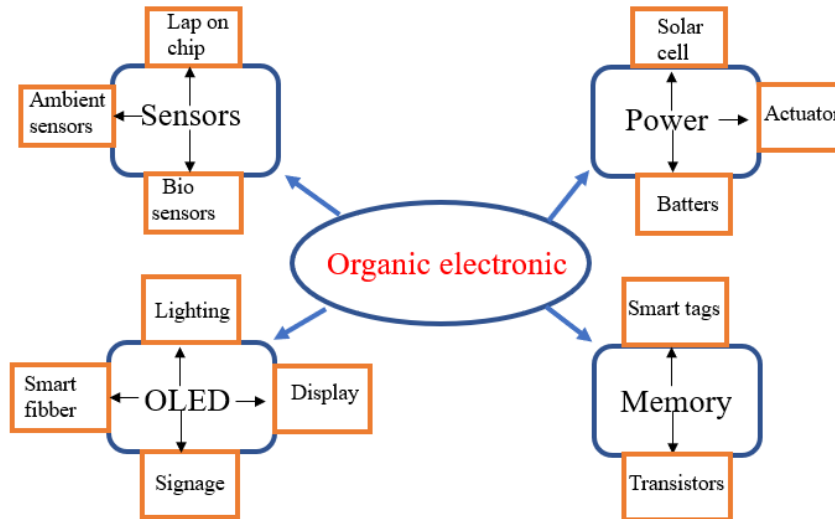 Lap on
chip
Ambient
sensors
Sensors
Bio
sensors
Solar
cell
Power
Actuator
Batters
Organic electronic
Lighting
Smart
fibber
OLED
Display
Signage
Smart tags
Memory
Transistors